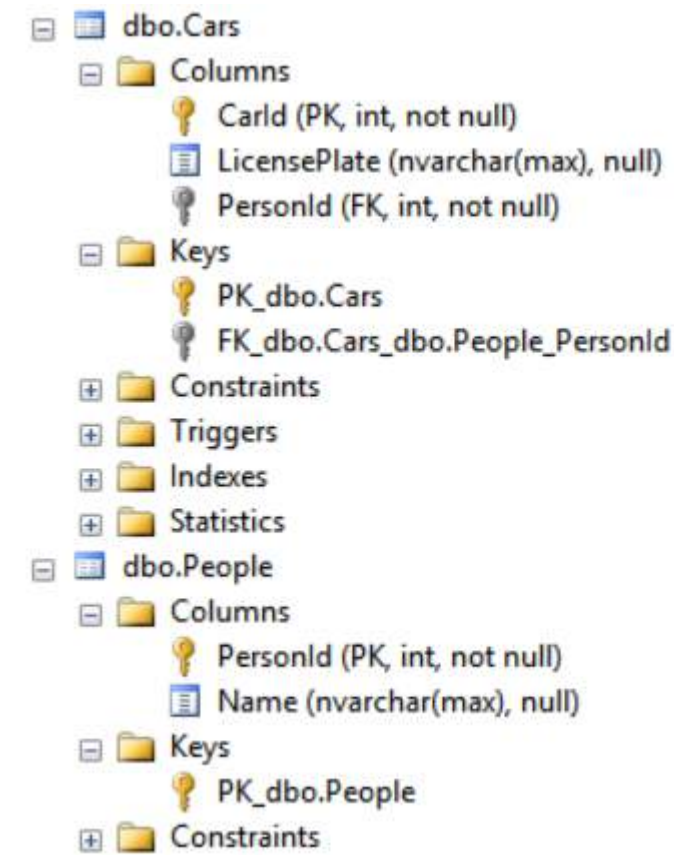 dbo.Cars
Columns
CarId (PK, int, not null)
LicensePlate (nvarchar(max), null)
PersonId (FK, int, not null)
Keys
PK_dbo.Cars
FK_dbo.Cars_dbo.People_PersonId
Constraints
Triggers
Indexes
Statistics
dbo.People
Columns
PersonId (PK, int, not null)
Name (nvarchar(max), null)
Keys
PK_dbo.People
Constraints